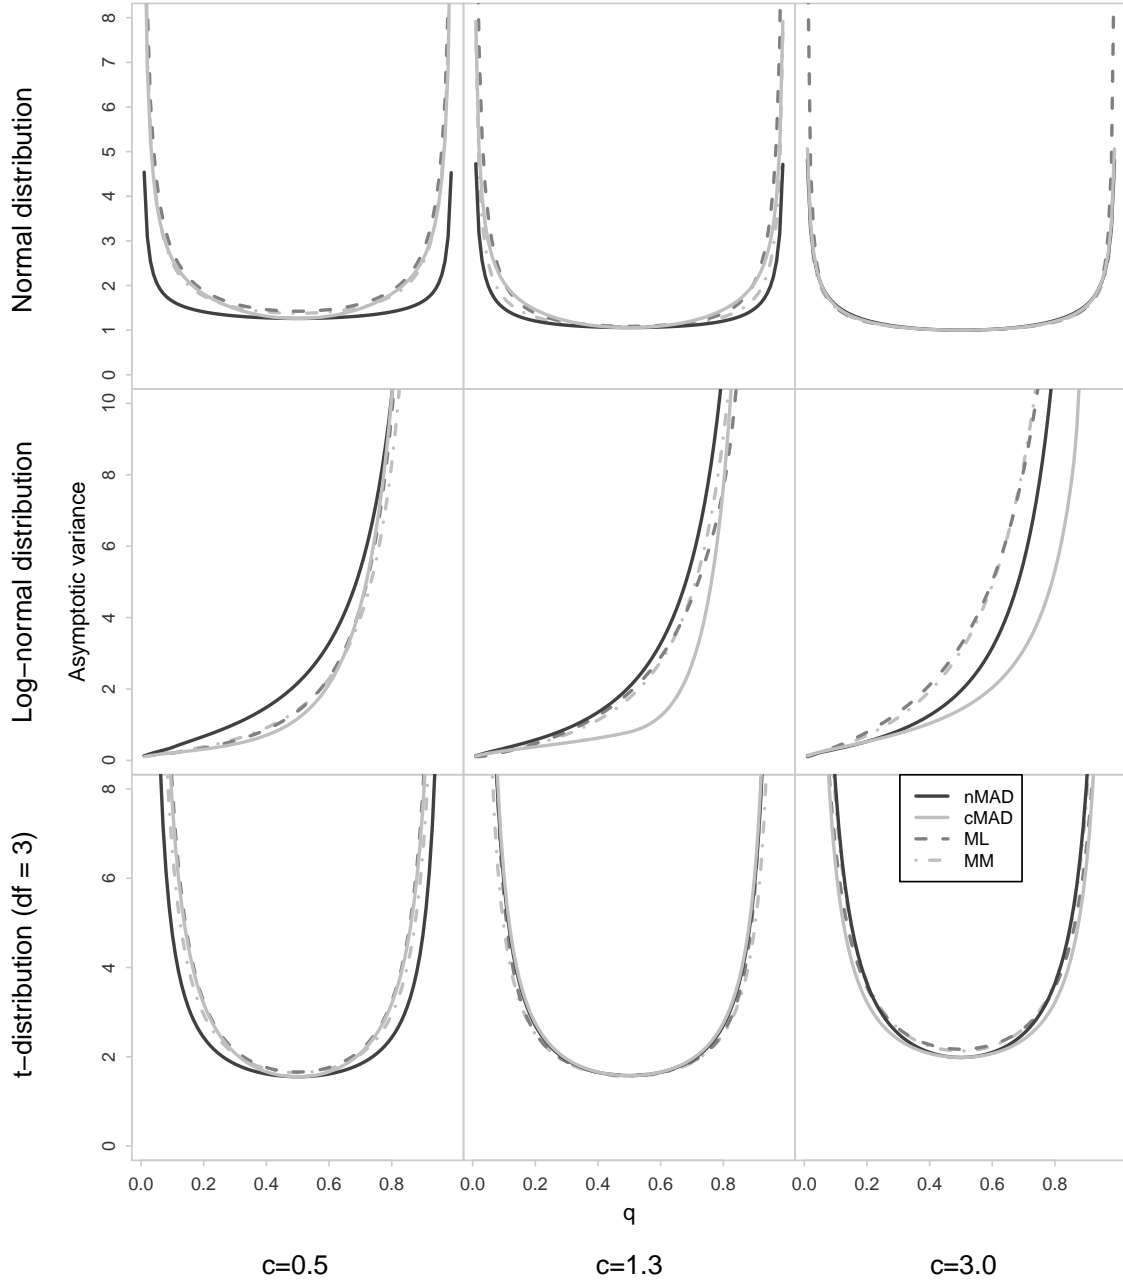 Normal distribution
8
7
6
5
4
3
2
1
0
Log−normal distribution
Asymptotic variance
10
8
6
4
2
0
t−distribution (df = 3)
8
6
4
2
0
nMAD
cMAD
ML
MM
0.0 0.2 0.4 0.6 0.8 0.0 0.2 0.4 0.6 0.8 0.0 0.2 0.4 0.6 0.8
q
c=0.5 c=1.3 c=3.0